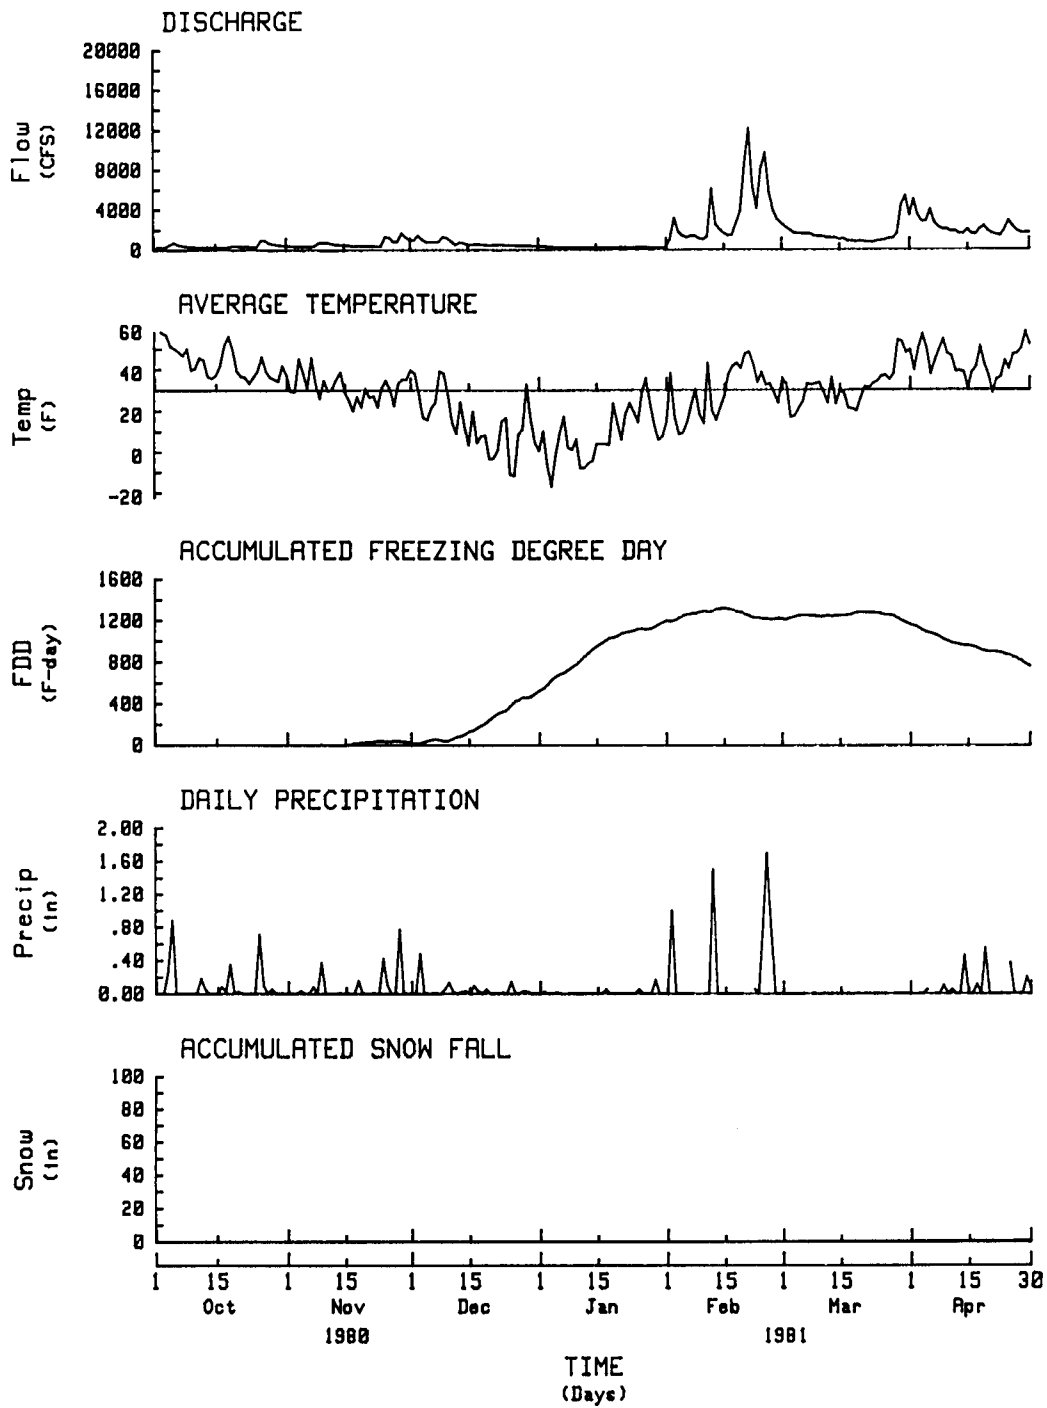 DISCHARGE
20000
16000
12000
8000
4000
0
Flow
(CFS)
AVERAGE TEMPERATURE
60
40
20
0
-20
Temp
(F)
ACCUMULATED FREEZING DEGREE DAY
1600
1200
800
400
0
FDD
(F-day)
DAILY PRECIPITATION
2.00
1.60
1.20
.80
.40
0.00
Precip
(in)
ACCUMULATED SNOW FALL
100
80
60
40
20
0
Snow
(in)
1 15 1 15 1 15 1 15 1 15 1 15 1 15 30
Oct Nov Dec Jan Feb Mar Apr
1980 1981
TIME
(Days)